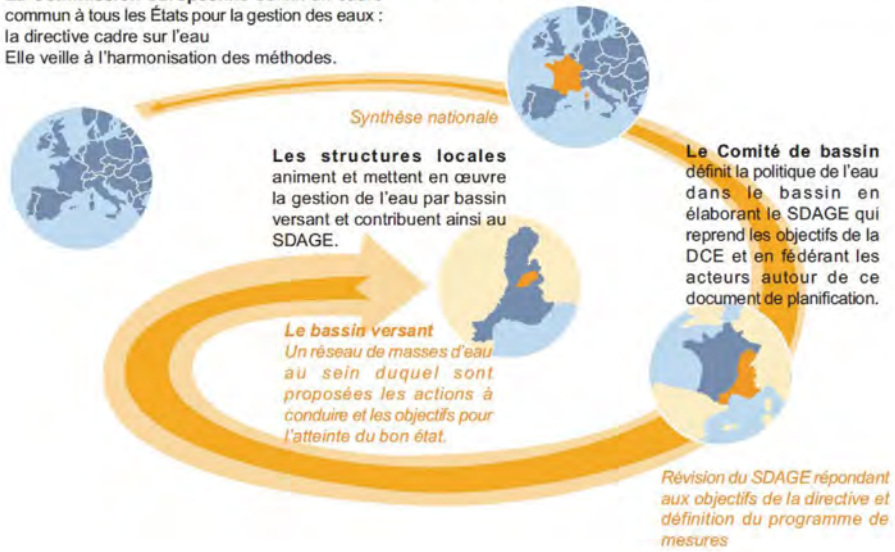 commun à tous les États pour la gestion des eaux :
la directive cadre sur l'eau
Elle veille à l'harmonisation des méthodes.
Synthèse nationale
Les structures locales
animent et mettent en œuvre
la gestion de l'eau par bassin
versant et contribuent ainsi au
SDAGE.
Le Comité de bassin
définit la politique de l'eau
dans le bassin en
élaborant le SDAGE qui
reprend les objectifs de la
DCE et en fédérant les
acteurs autour de ce
document de planification.
Le bassin versant
Un réseau de masses d'eau
au sein duquel sont
proposées les actions à
conduire et les objectifs pour
l'atteinte du bon état.
Révision du SDAGE répondant
aux objectifs de la directive et
définition du programme de
mesures